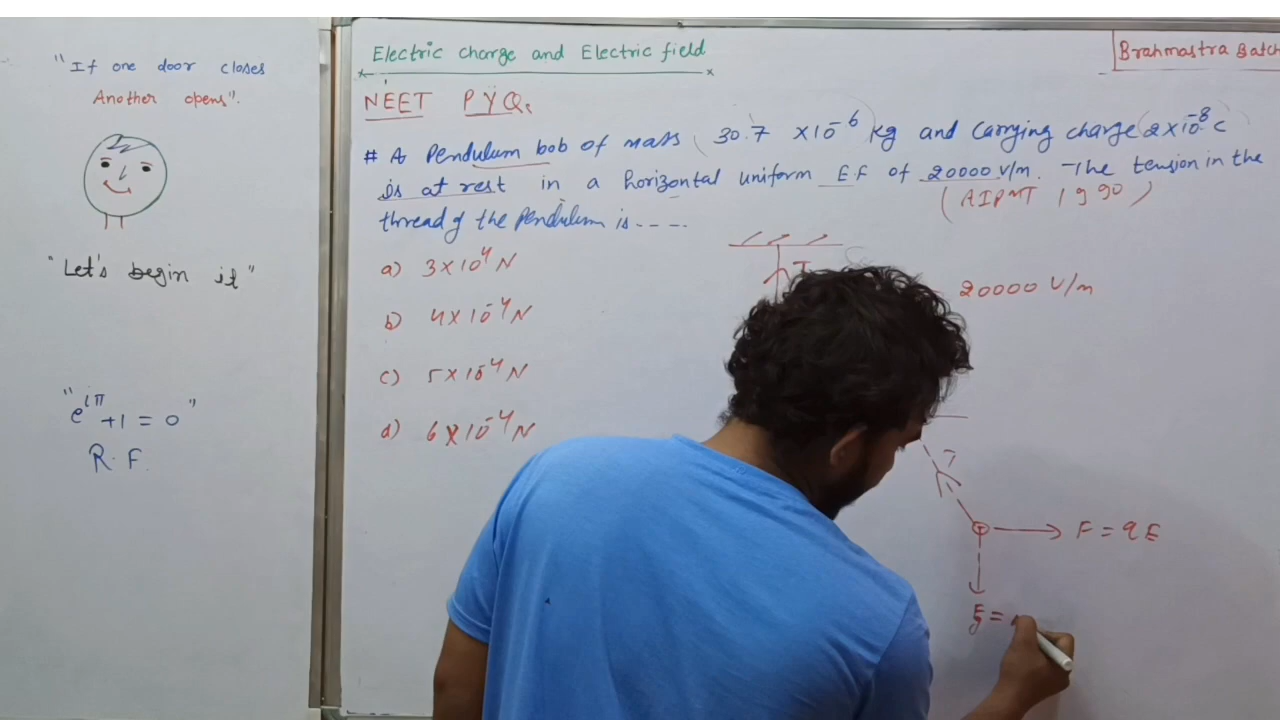 "If one door closes
Another opens".
"Let's begin it"
"e^iπ +1 = 0"
R. F.
Electric charge and Electric field
Brahmastra Batch
NEET PYQs
# A Pendulum bob of mass 30.7 ×10^-6 kg and carrying charge 2×10^-8 C
is at rest in a horizontal uniform E.F of 20000 V/m. The tension in the
thread of the pendulum is ----.
(AIPMT 1990)
a) 3×10^4 N
b) 4×10^-4 N
c) 5×10^4 N
d) 6×10^-4 N
T
20000 V/m
T
F = qE